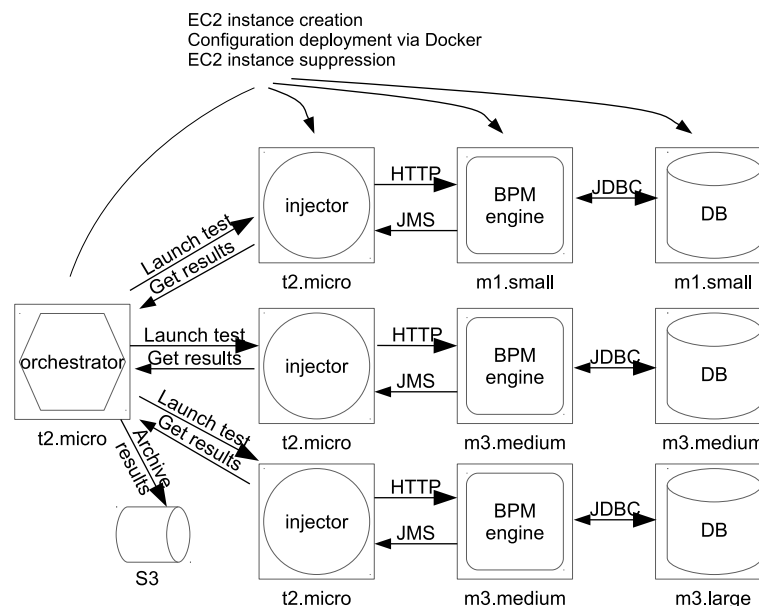 EC2 instance creation
Configuration deployment via Docker
EC2 instance suppression
injector
HTTP
JMS
BPM
engine
JDBC
DB
Launch test
Get results
t2.micro
m1.small
m1.small
orchestrator
t2.micro
Launch test
Get results
injector
HTTP
JMS
BPM
engine
JDBC
DB
t2.micro
m3.medium
m3.medium
Launch test
Get results
Archive
results
S3
injector
HTTP
JMS
BPM
engine
JDBC
DB
t2.micro
m3.medium
m3.large